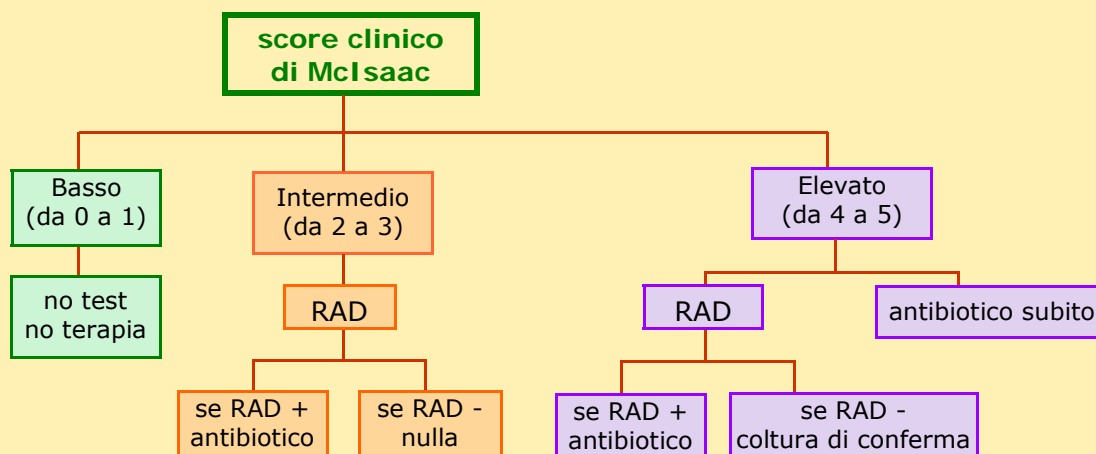 score clinico
di McIsaac
Basso
(da 0 a 1)
Intermedio
(da 2 a 3)
Elevato
(da 4 a 5)
no test
no terapia
RAD
RAD
antibiotico subito
se RAD +
antibiotico
se RAD -
nulla
se RAD +
antibiotico
se RAD -
coltura di conferma